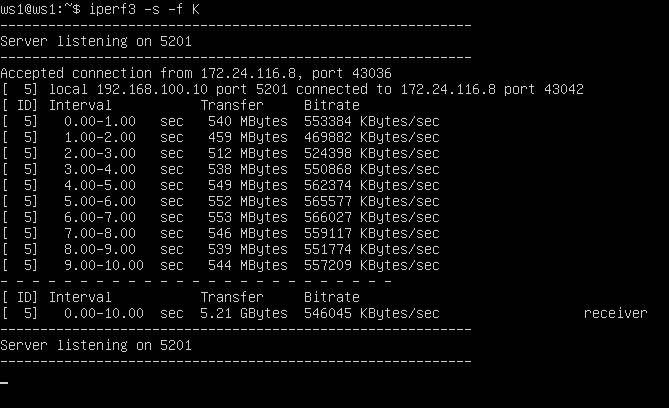 ws1@ws1:~$ iperf3 -s -f K
-----------------------------------------------------------
Server listening on 5201
-----------------------------------------------------------
Accepted connection from 172.24.116.8, port 43036
[  5] local 192.168.100.10 port 5201 connected to 172.24.116.8 port 43042
[ ID] Interval           Transfer     Bitrate
[  5]   0.00-1.00   sec   540 MBytes  553384 KBytes/sec
[  5]   1.00-2.00   sec   459 MBytes  469882 KBytes/sec
[  5]   2.00-3.00   sec   512 MBytes  524398 KBytes/sec
[  5]   3.00-4.00   sec   538 MBytes  550868 KBytes/sec
[  5]   4.00-5.00   sec   549 MBytes  562374 KBytes/sec
[  5]   5.00-6.00   sec   552 MBytes  565577 KBytes/sec
[  5]   6.00-7.00   sec   553 MBytes  566027 KBytes/sec
[  5]   7.00-8.00   sec   546 MBytes  559117 KBytes/sec
[  5]   8.00-9.00   sec   539 MBytes  551774 KBytes/sec
[  5]   9.00-10.00  sec   544 MBytes  557209 KBytes/sec
- - - - - - - - - - - - - - - - - - - - - - - - -
[ ID] Interval           Transfer     Bitrate
[  5]   0.00-10.00  sec  5.21 GBytes  546045 KBytes/sec                  receiver
-----------------------------------------------------------
Server listening on 5201
-----------------------------------------------------------
_